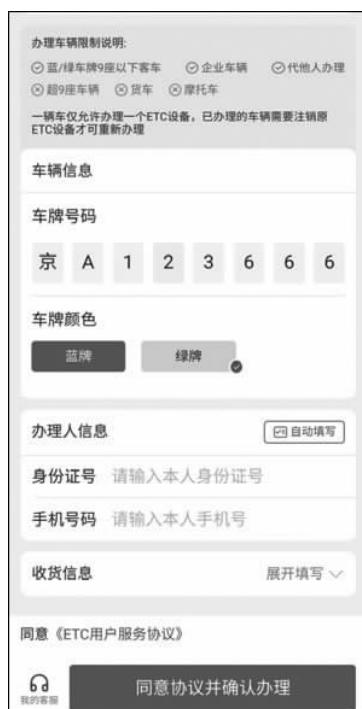 办理车辆限制说明:
蓝/绿车牌9座以下客车 企业车辆 代他人办理
超9座车辆 货车 摩托车
一辆车仅允许办理一个ETC设备，已办理的车辆需要注销原
ETC设备才可重新办理
车辆信息
车牌号码
京 A 1 2 3 6 6 6
车牌颜色
蓝牌 绿牌
办理人信息 自动填写
身份证号 请输入本人身份证号
手机号码 请输入本人手机号
收货信息 展开填写
同意《ETC用户服务协议》
我的客服 同意协议并确认办理